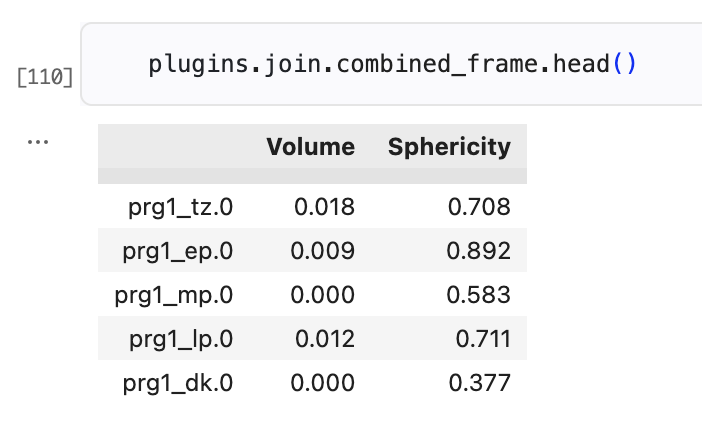 [110] plugins.join.combined_frame.head()
...
Volume Sphericity
prg1_tz.0 0.018 0.708
prg1_ep.0 0.009 0.892
prg1_mp.0 0.000 0.583
prg1_lp.0 0.012 0.711
prg1_dk.0 0.000 0.377